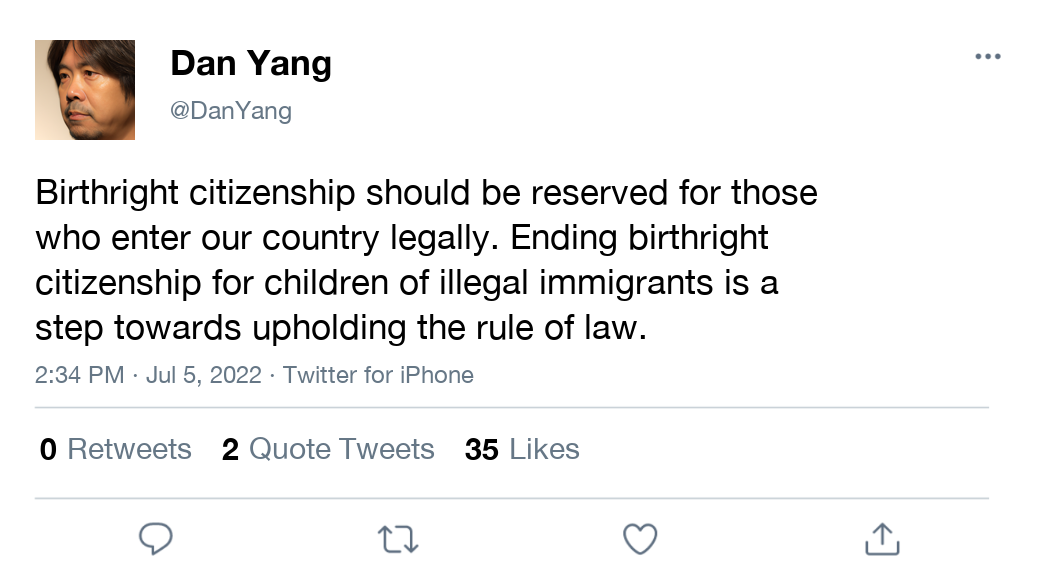 Dan Yang
@DanYang
Birthright citizenship should be reserved for those
who enter our country legally. Ending birthright
citizenship for children of illegal immigrants is a
step towards upholding the rule of law.
2:34 PM · Jul 5, 2022 · Twitter for iPhone
0 Retweets 2 Quote Tweets 35 Likes